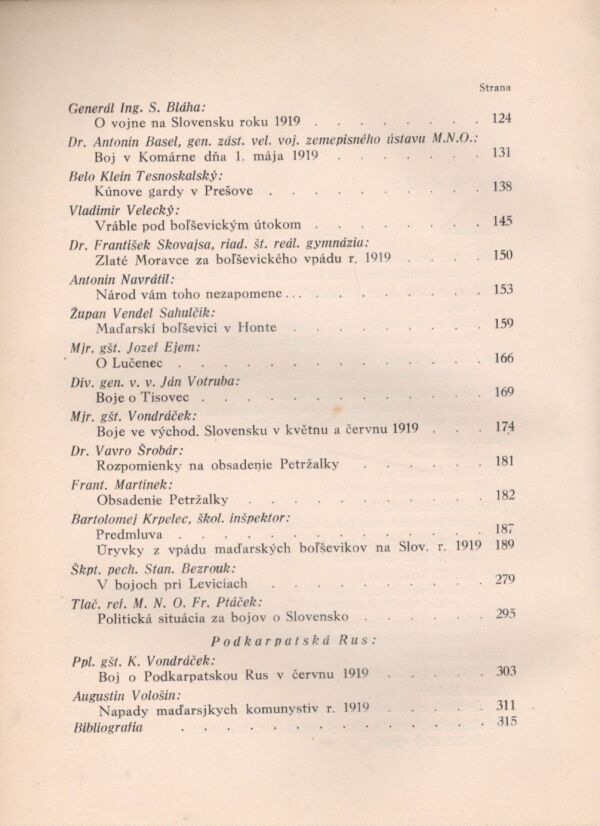 Strana
Generál Ing. S. Bláha:
O vojne na Slovensku roku 1919 . . . . . . . . 124
Dr. Antonín Basel, gen. zást. vel. voj. zemepisného ústavu M.N.O.:
Boj v Komárne dňa 1. mája 1919 . . . . . . . 131
Belo Klein Tesnoskalský:
Kúnove gardy v Prešove . . . . . . . . . . 138
Vladimír Velecký:
Vráble pod boľševickým útokom . . . . . . . . 145
Dr. František Skovajsa, riad. št. reál. gymnázia:
Zlaté Moravce za boľševického vpádu r. 1919 . . . . 150
Antonin Navrátil:
Národ vám toho nezapomene... . . . . . . . . 153
Župan Vendel Sahulčík:
Maďarskí boľševici v Honte . . . . . . . . . 159
Mjr. gšt. Jozef Ejem:
O Lučenec . . . . . . . . . . . . . . 166
Div. gen. v. v. Ján Votruba:
Boje o Tisovec . . . . . . . . . . . . . 169
Mjr. gšt. Vondráček:
Boje ve východ. Slovensku v květnu a červnu 1919 . . . 174
Dr. Vavro Šrobár:
Rozpomienky na obsadenie Petržalky . . . . . . 181
Frant. Martínek:
Obsadenie Petržalky . . . . . . . . . . . 182
Bartolomej Krpelec, škol. inšpektor:
Predmluva . . . . . . . . . . . . . . 187
Úryvky z vpádu maďarských boľševikov na Slov. r. 1919 189
Škpt. pech. Stan. Bezrouk:
V bojoch pri Leviciach . . . . . . . . . . 279
Tlač. ref. M. N. O. Fr. Ptáček:
Politická situácia za bojov o Slovensko . . . . . . 295
Podkarpatská Rus:
Ppl. gšt. K. Vondráček:
Boj o Podkarpatskou Rus v červnu 1919 . . . . . 303
Augustin Vološin:
Napady maďarsjkych komunystiv r. 1919 . . . . . 311
Bibliografia . . . . . . . . . . . . . 315